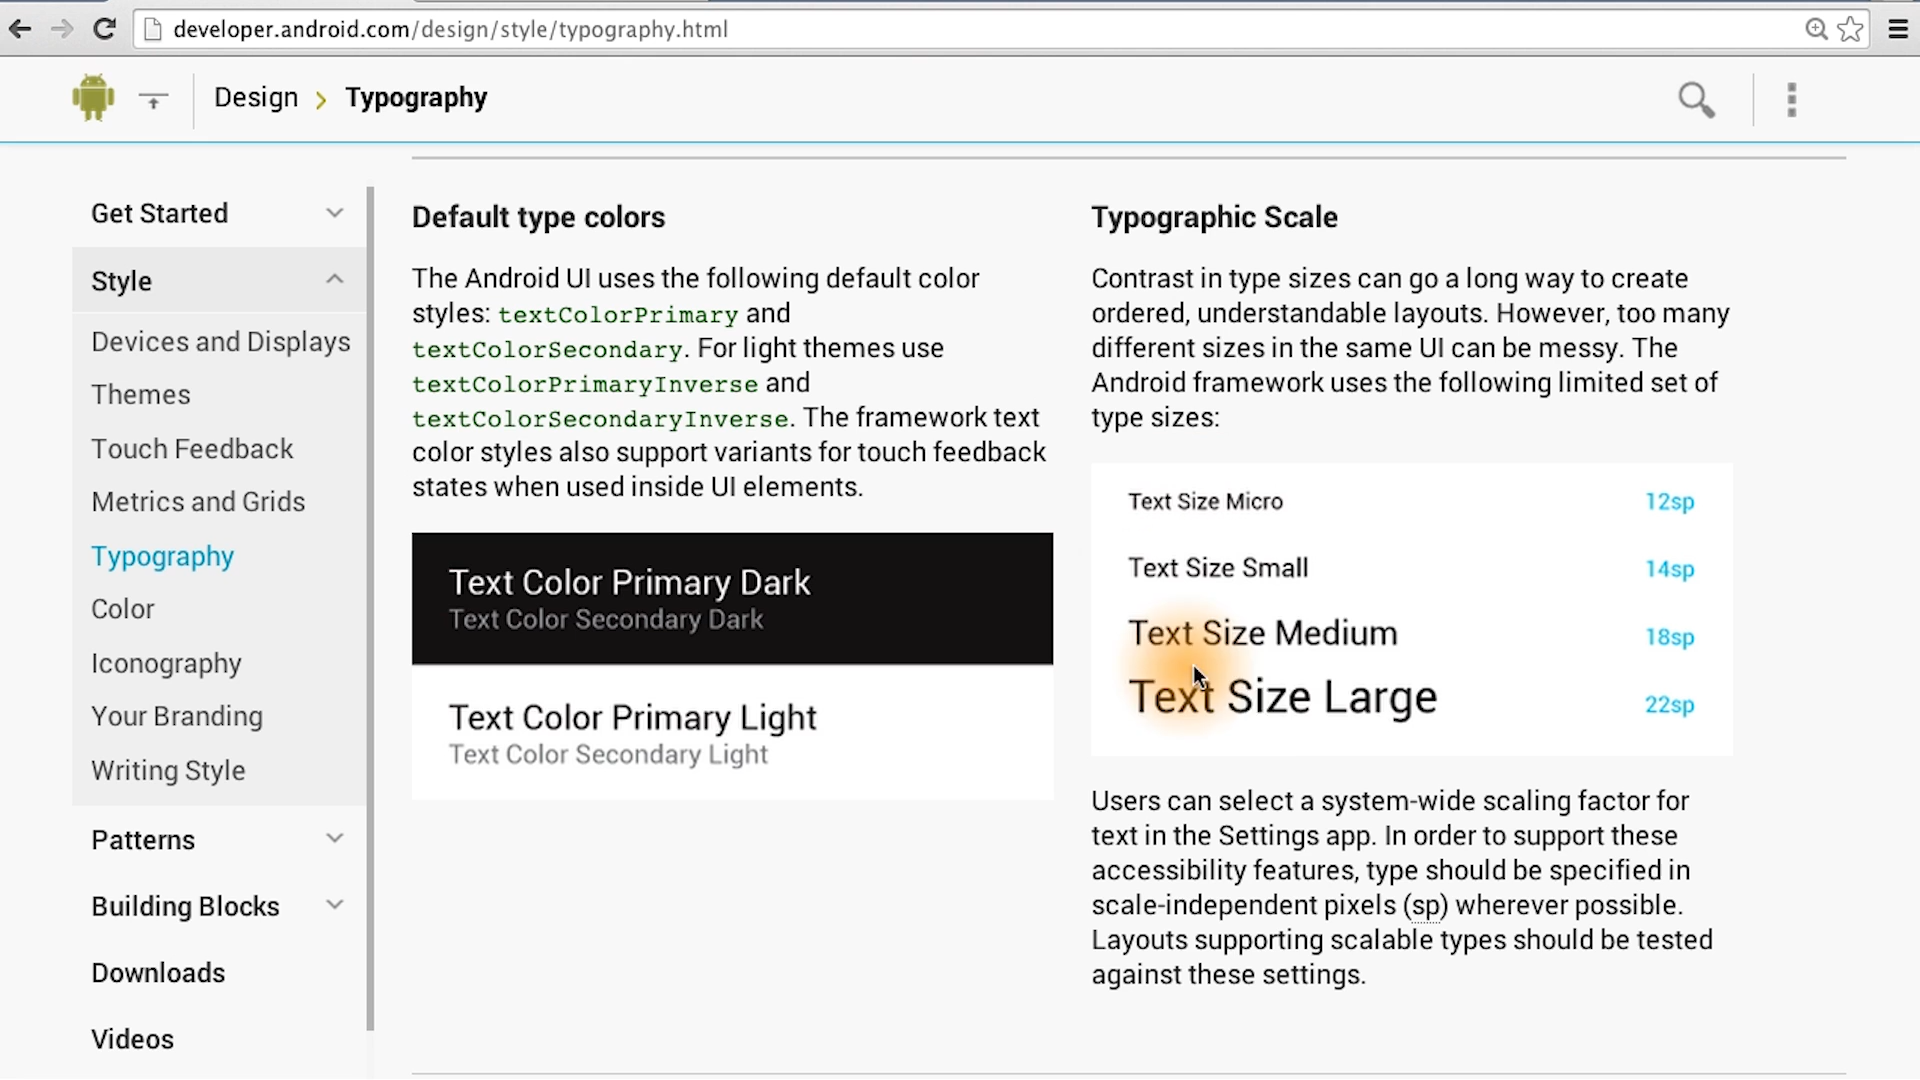 developer.android.com/design/style/typography.html
Design > Typography
Get Started
Style
Devices and Displays
Themes
Touch Feedback
Metrics and Grids
Typography
Color
Iconography
Your Branding
Writing Style
Patterns
Building Blocks
Downloads
Videos
Default type colors
The Android UI uses the following default color
styles: textColorPrimary and
textColorSecondary. For light themes use
textColorPrimaryInverse and
textColorSecondaryInverse. The framework text
color styles also support variants for touch feedback
states when used inside UI elements.
Text Color Primary Dark
Text Color Secondary Dark
Text Color Primary Light
Text Color Secondary Light
Typographic Scale
Contrast in type sizes can go a long way to create
ordered, understandable layouts. However, too many
different sizes in the same UI can be messy. The
Android framework uses the following limited set of
type sizes:
Text Size Micro 12sp
Text Size Small 14sp
Text Size Medium 18sp
Text Size Large 22sp
Users can select a system-wide scaling factor for
text in the Settings app. In order to support these
accessibility features, type should be specified in
scale-independent pixels (sp) wherever possible.
Layouts supporting scalable types should be tested
against these settings.